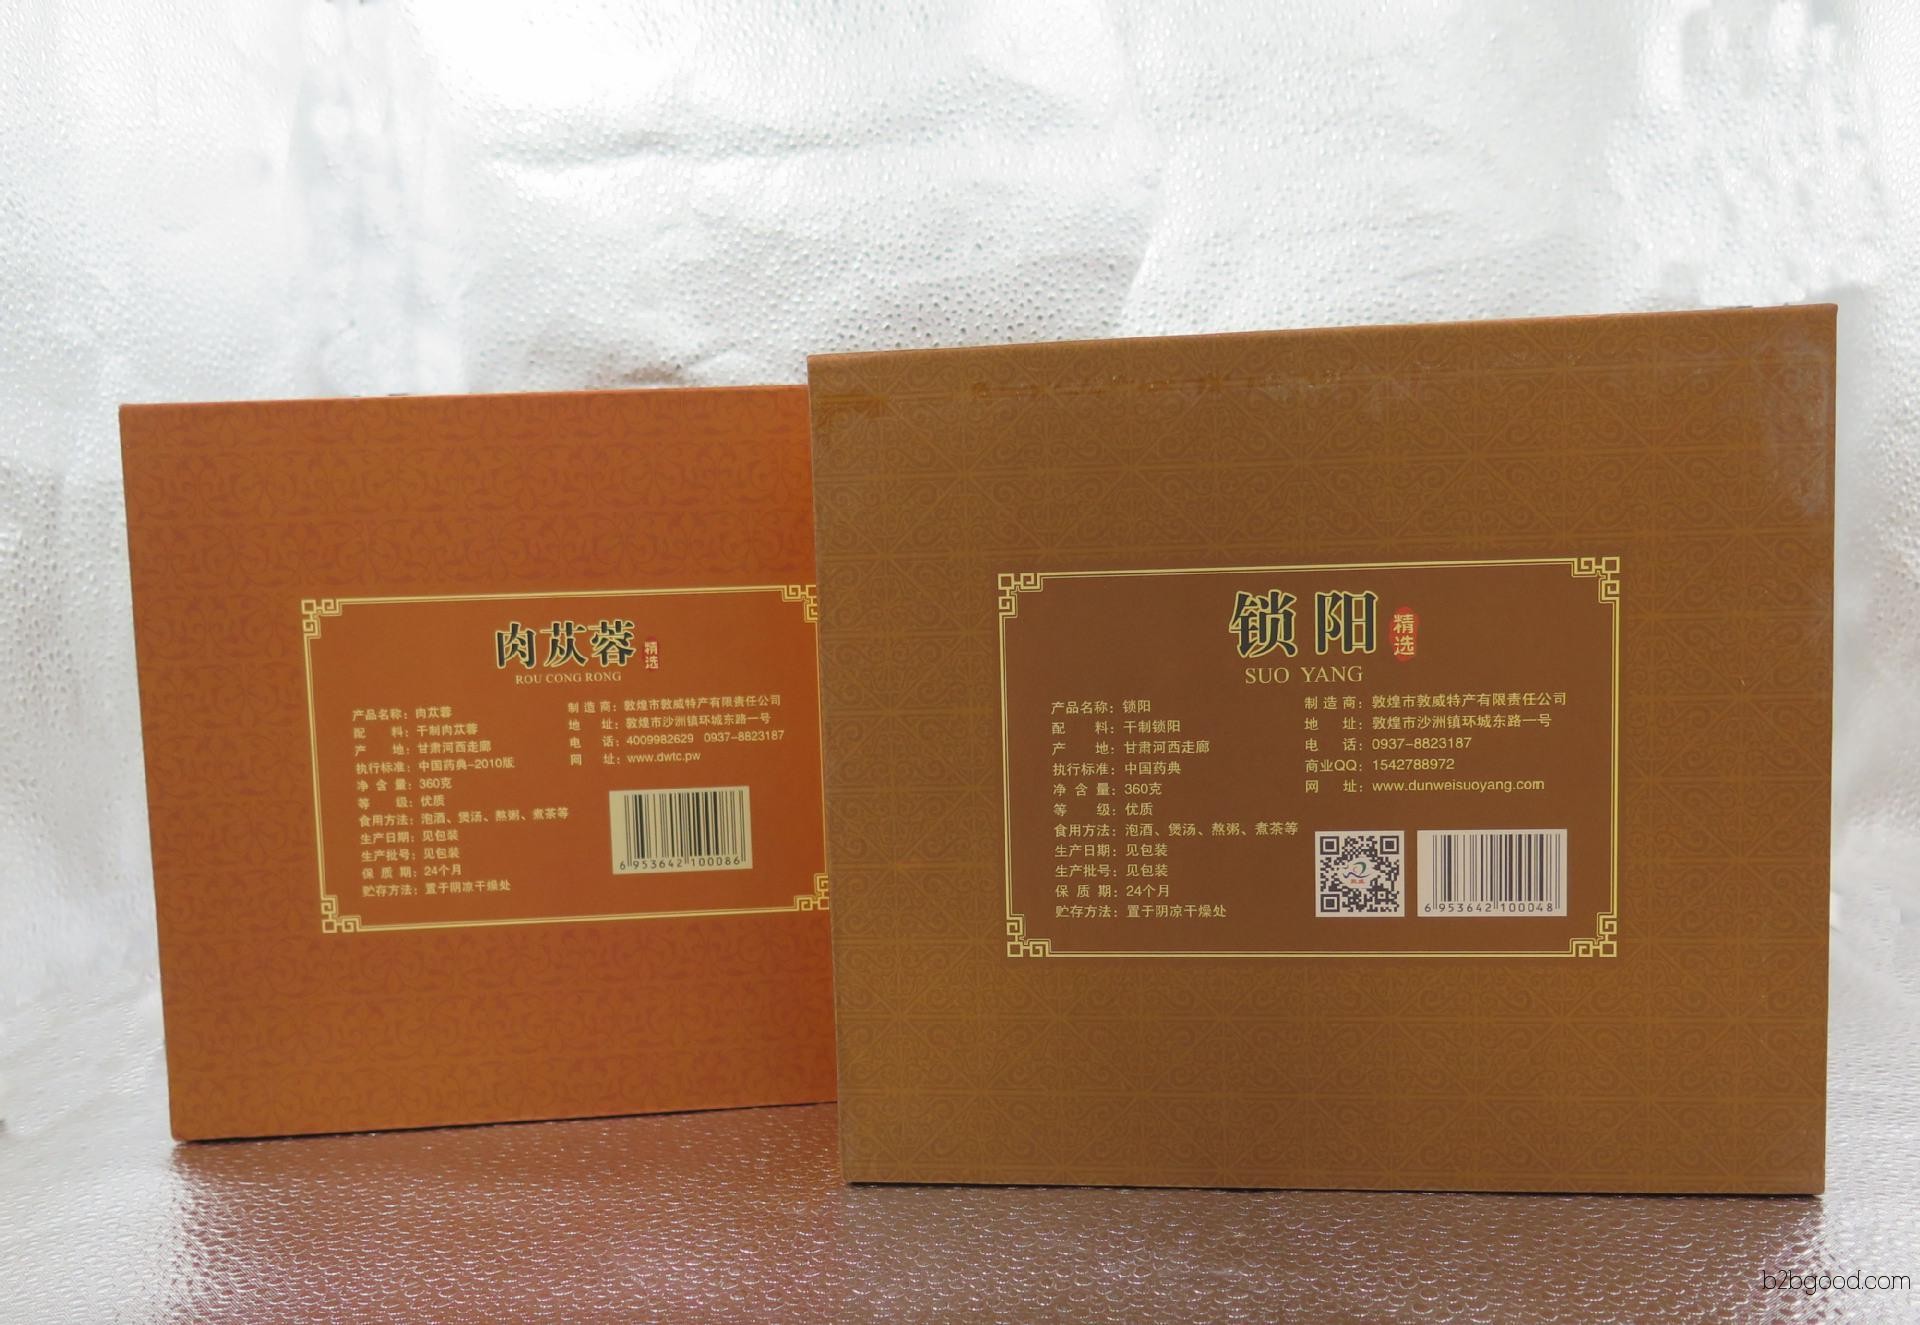 肉苁蓉 精选
ROU CONG RONG
产品名称：肉苁蓉
配 料：干制肉苁蓉
产 地：甘肃河西走廊
执行标准：中国药典-2010版
净 含 量：360克
等 级：优质
食用方法：泡酒、煲汤、熬粥、煮茶等
生产日期：见包装
生产批号：见包装
保 质 期：24个月
贮存方法：置于阴凉干燥处
制 造 商：敦煌市敦威特产有限责任公司
地 址：敦煌市沙洲镇环城东路一号
电 话：4009982629 0937-8823187
网 址：www.dwtc.pw
6 953642 100086
锁阳 精选
SUO YANG
产品名称：锁阳
配 料：干制锁阳
产 地：甘肃河西走廊
执行标准：中国药典
净 含 量：360克
等 级：优质
食用方法：泡酒、煲汤、熬粥、煮茶等
生产日期：见包装
生产批号：见包装
保 质 期：24个月
贮存方法：置于阴凉干燥处
制 造 商：敦煌市敦威特产有限责任公司
地 址：敦煌市沙洲镇环城东路一号
电 话：0937-8823187
商业QQ：1542788972
网 址：www.dunweisuoyang.com
6 953642 100048
b2bgood.com